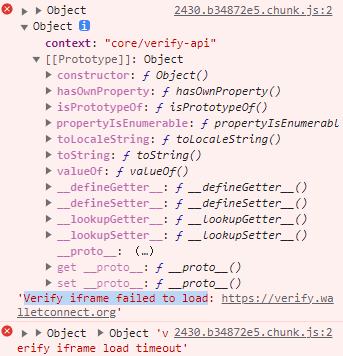 Object 2430.b34872e5.chunk.js:2
Object i
context: "core/verify-api"
[[Prototype]]: Object
constructor: ƒ Object()
hasOwnProperty: ƒ hasOwnProperty()
isPrototypeOf: ƒ isPrototypeOf()
propertyIsEnumerable: ƒ propertyIsEnumerabl
toLocaleString: ƒ toLocaleString()
toString: ƒ toString()
valueOf: ƒ valueOf()
__defineGetter__: ƒ __defineGetter__()
__defineSetter__: ƒ __defineSetter__()
__lookupGetter__: ƒ __lookupGetter__()
__lookupSetter__: ƒ __lookupSetter__()
__proto__: (...)
get __proto__: ƒ __proto__()
set __proto__: ƒ __proto__()
'Verify iframe failed to load: https://verify.wa
lletconnect.org'
Object Object 'v 2430.b34872e5.chunk.js:2
erify iframe load timeout'